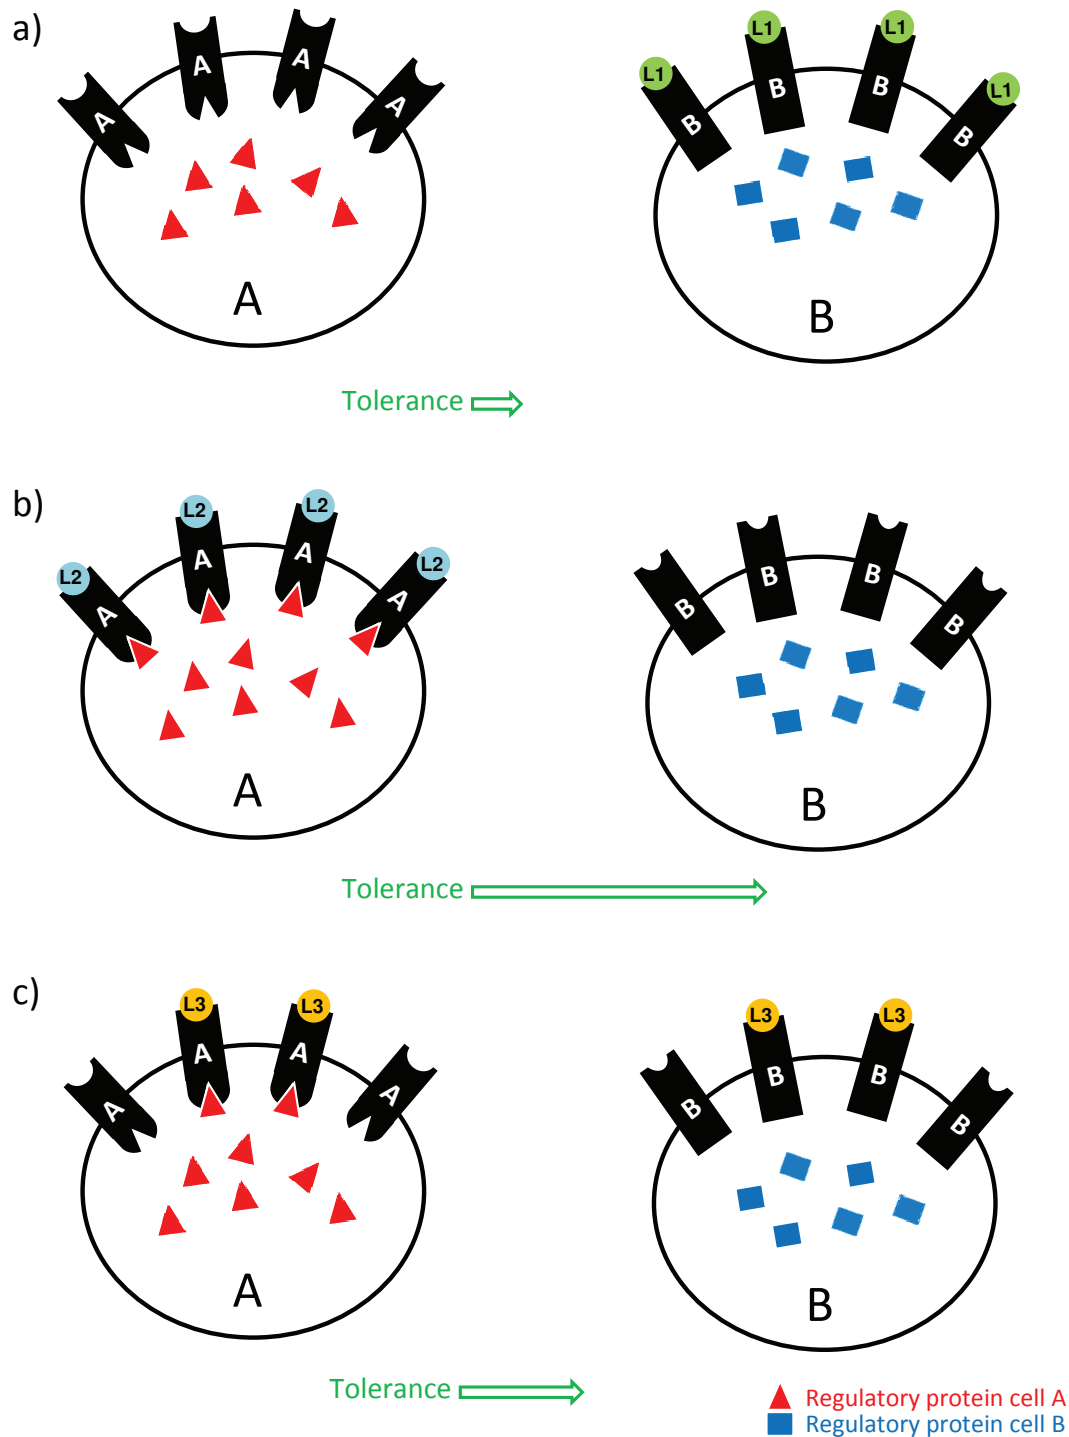 a)
A A A A
L1 L1 L1 L1
B B B B
A
B
Tolerance
b)
L2 L2 L2 L2
A A A A
B B B B
A
B
Tolerance
c)
L3 L3
A A A A
L3 L3
B B B B
A
B
Tolerance
Regulatory protein cell A
Regulatory protein cell B